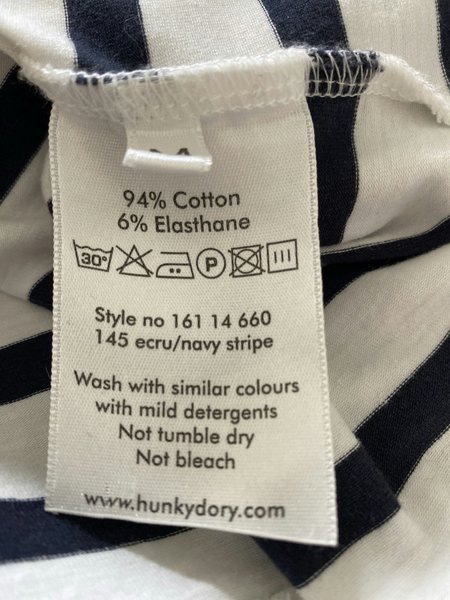 94% Cotton
6% Elasthane
30° P
Style no 161 14 660
145 ecru/navy stripe
Wash with similar colours
with mild detergents
Not tumble dry
Not bleach
www.hunkydory.com